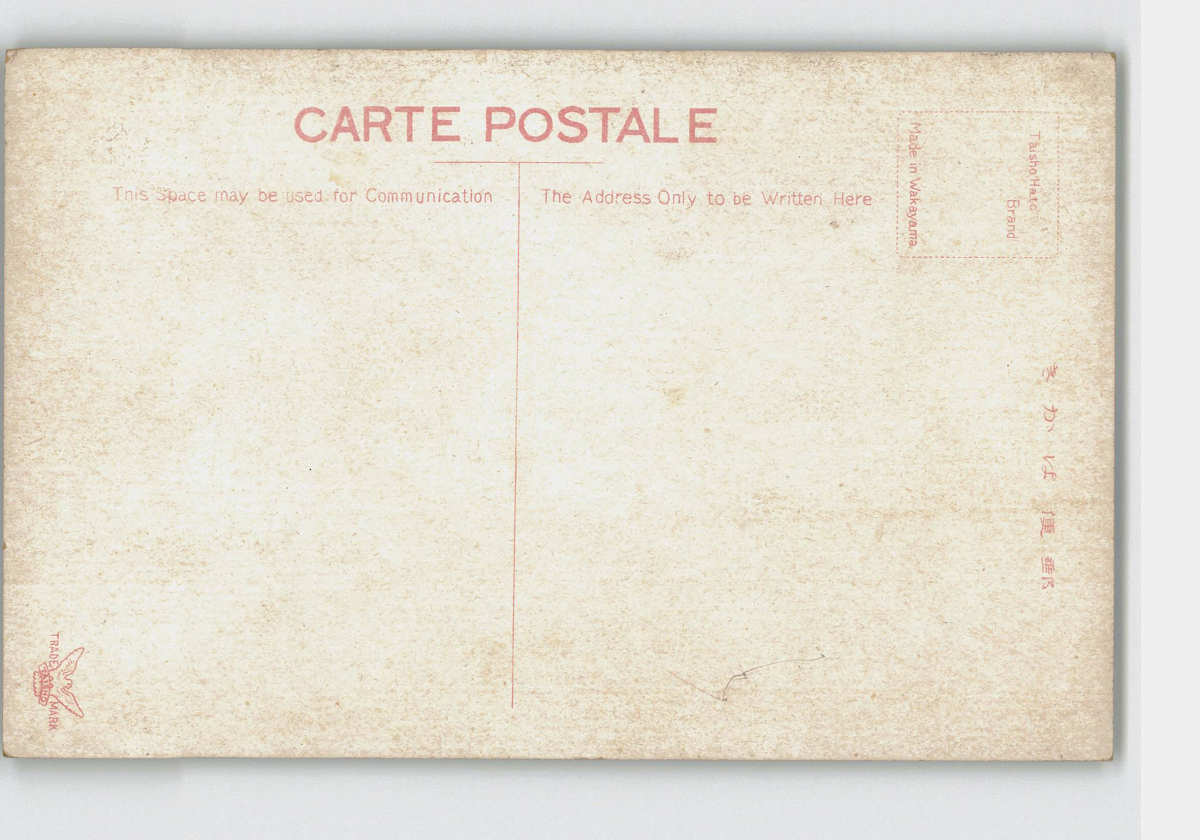 CARTE POSTALE
This Space may be used for Communication
The Address Only to be Written Here
Taisho Hato
Brand
Made in Wakayama
きかは便郵
TRADE MARK